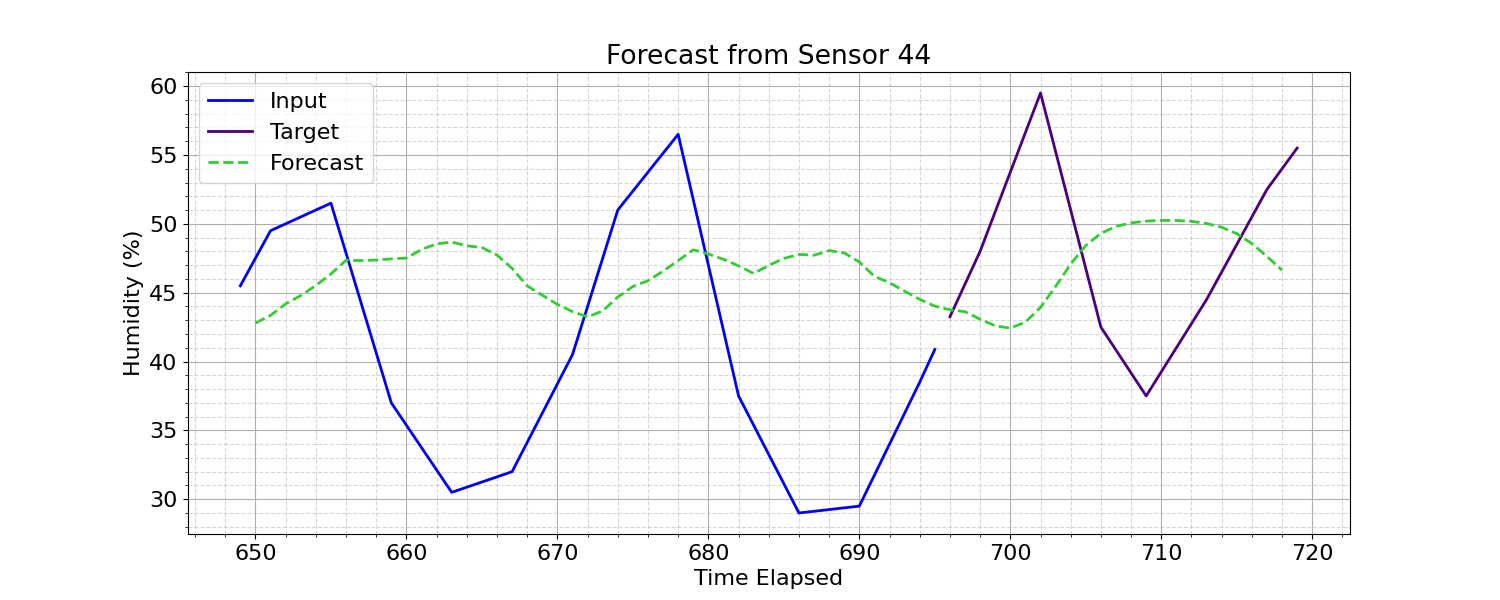 Forecast from Sensor 44
Input
Target
Forecast
Humidity (%)
60
55
50
45
40
35
30
650 660 670 680 690 700 710 720
Time Elapsed